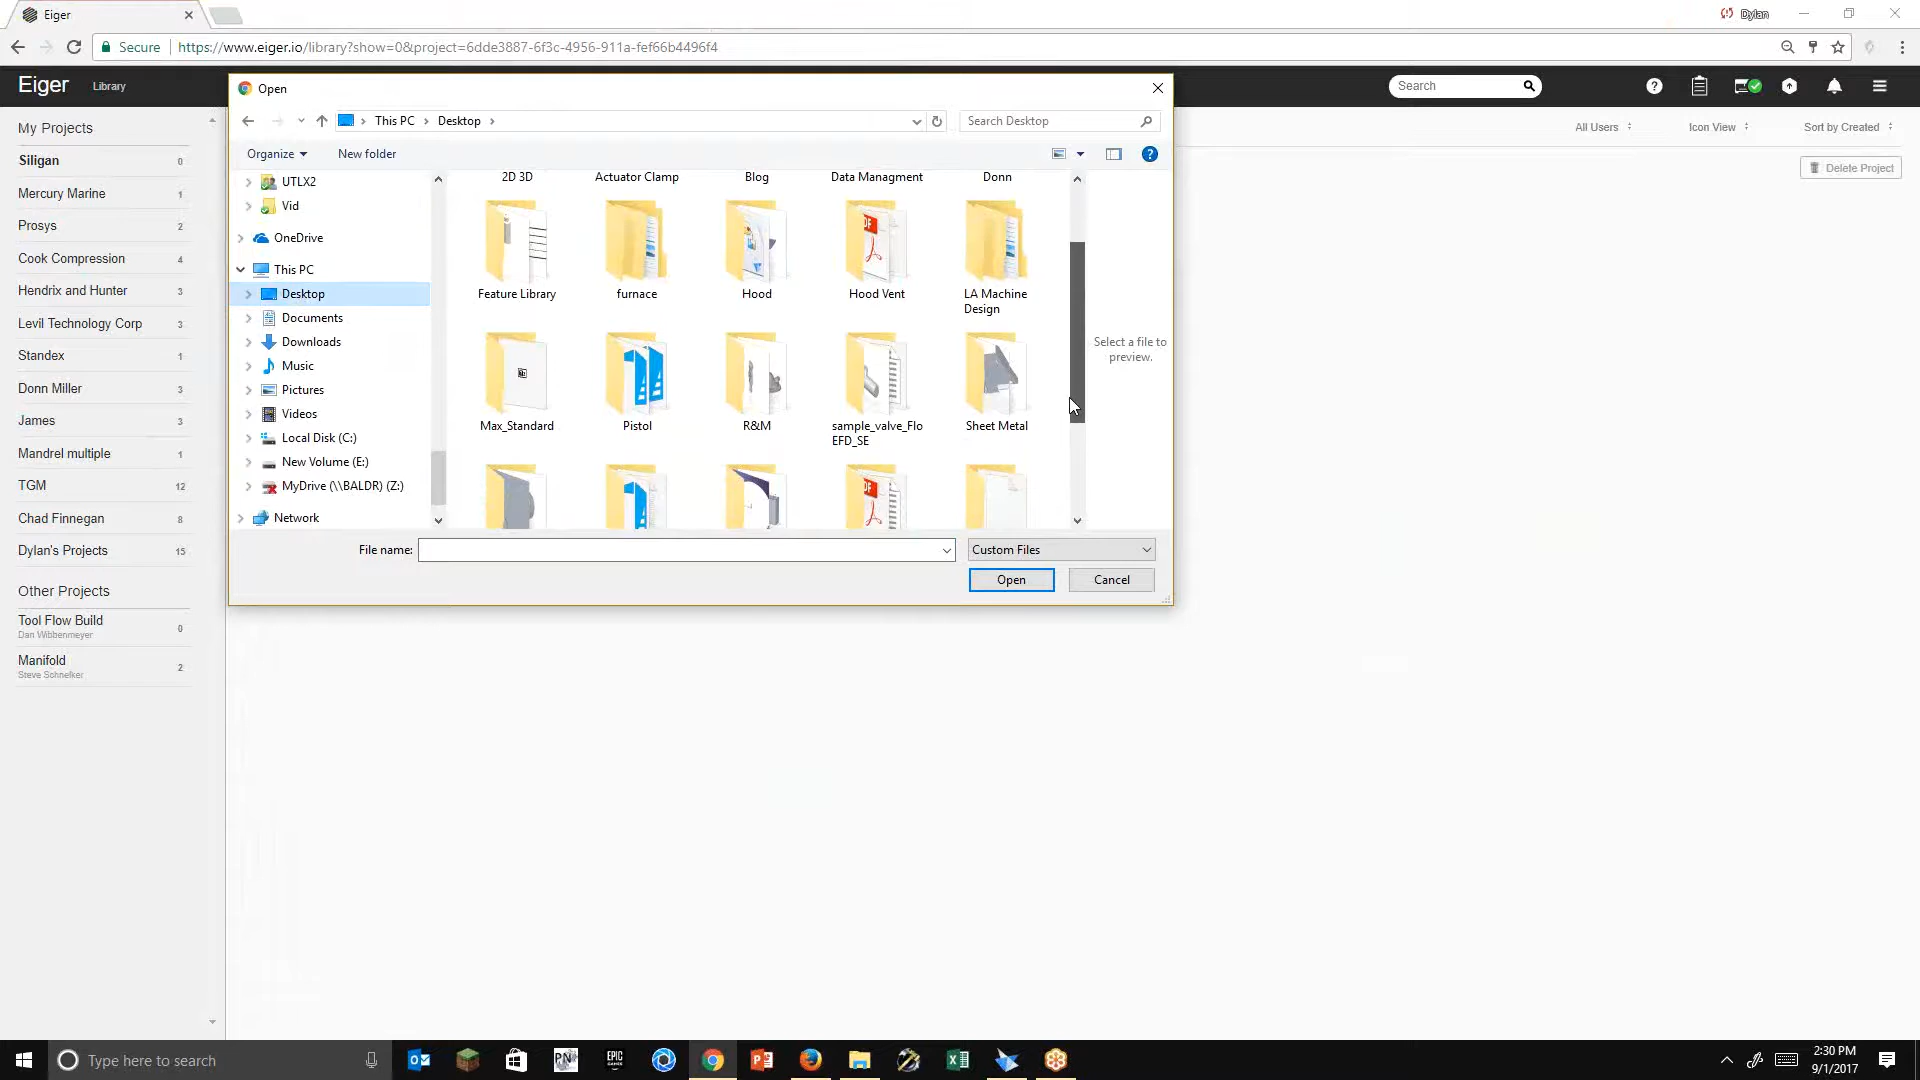 Eiger
Dylan
Secure
https://www.eiger.io/library?show=0&project=6dde3887-6f3c-4956-911a-fef66b4496f4
Eiger
Library
Search
All Users
Icon View
Sort by Created
Delete Project
My Projects
Siligan 0
Mercury Marine 1
Prosys 2
Cook Compression 4
Hendrix and Hunter 3
Levil Technology Corp 3
Standex 1
Donn Miller 3
James 3
Mandrel multiple 1
TGM 12
Chad Finnegan 8
Dylan's Projects 15
Other Projects
Tool Flow Build 0
Dan Wibbenmeyer
Manifold 2
Steve Schnelker
Open
This PC
Desktop
Search Desktop
Organize
New folder
UTLX2
Vid
OneDrive
This PC
Desktop
Documents
Downloads
Music
Pictures
Videos
Local Disk (C:)
New Volume (E:)
MyDrive (\\BALDR) (Z:)
Network
2D 3D
Actuator Clamp
Blog
Data Managment
Donn
Feature Library
furnace
Hood
Hood Vent
LA Machine
Design
Max_Standard
Pistol
R&M
sample_valve_Flo
EFD_SE
Sheet Metal
Select a file to
preview.
File name:
Custom Files
Open
Cancel
Type here to search
PN
EPIC
GAMES
2:30 PM
9/1/2017